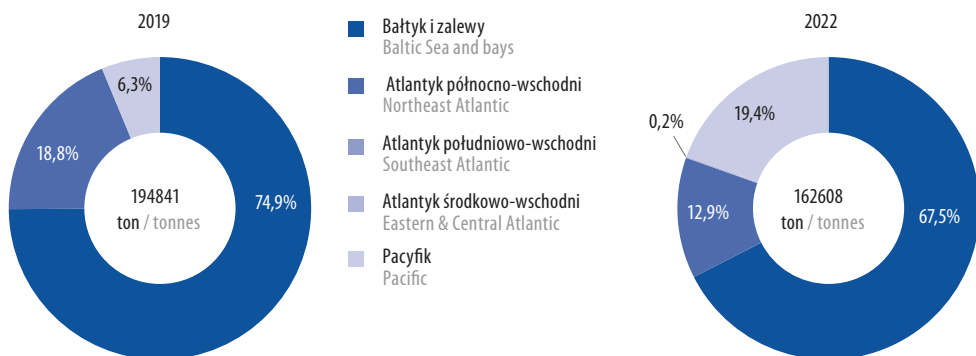 2019
6,3%
18,8%
74,9%
194841
ton / tonnes
Bałtyk i zalewy
Baltic Sea and bays
Atlantyk północno-wschodni
Northeast Atlantic
Atlantyk południowo-wschodni
Southeast Atlantic
Atlantyk środkowo-wschodni
Eastern & Central Atlantic
Pacyfik
Pacific
2022
0,2%
19,4%
12,9%
67,5%
162608
ton / tonnes